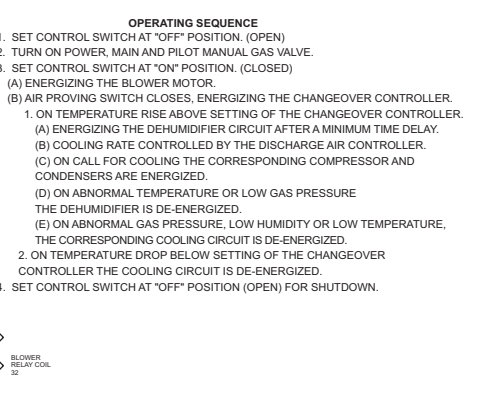 OPERATING SEQUENCE
1. SET CONTROL SWITCH AT "OFF" POSITION. (OPEN)
2. TURN ON POWER, MAIN AND PILOT MANUAL GAS VALVE.
3. SET CONTROL SWITCH AT "ON" POSITION. (CLOSED)
(A) ENERGIZING THE BLOWER MOTOR.
(B) AIR PROVING SWITCH CLOSES, ENERGIZING THE CHANGEOVER CONTROLLER.
1. ON TEMPERATURE RISE ABOVE SETTING OF THE CHANGEOVER CONTROLLER.
(A) ENERGIZING THE DEHUMIDIFIER CIRCUIT AFTER A MINIMUM TIME DELAY.
(B) COOLING RATE CONTROLLED BY THE DISCHARGE AIR CONTROLLER.
(C) ON CALL FOR COOLING THE CORRESPONDING COMPRESSOR AND
CONDENSERS ARE ENERGIZED.
(D) ON ABNORMAL TEMPERATURE OR LOW GAS PRESSURE
THE DEHUMIDIFIER IS DE-ENERGIZED.
(E) ON ABNORMAL GAS PRESSURE, LOW HUMIDITY OR LOW TEMPERATURE,
THE CORRESPONDING COOLING CIRCUIT IS DE-ENERGIZED.
2. ON TEMPERATURE DROP BELOW SETTING OF THE CHANGEOVER
CONTROLLER THE COOLING CIRCUIT IS DE-ENERGIZED.
4. SET CONTROL SWITCH AT "OFF" POSITION (OPEN) FOR SHUTDOWN.
BLOWER
RELAY COIL
32